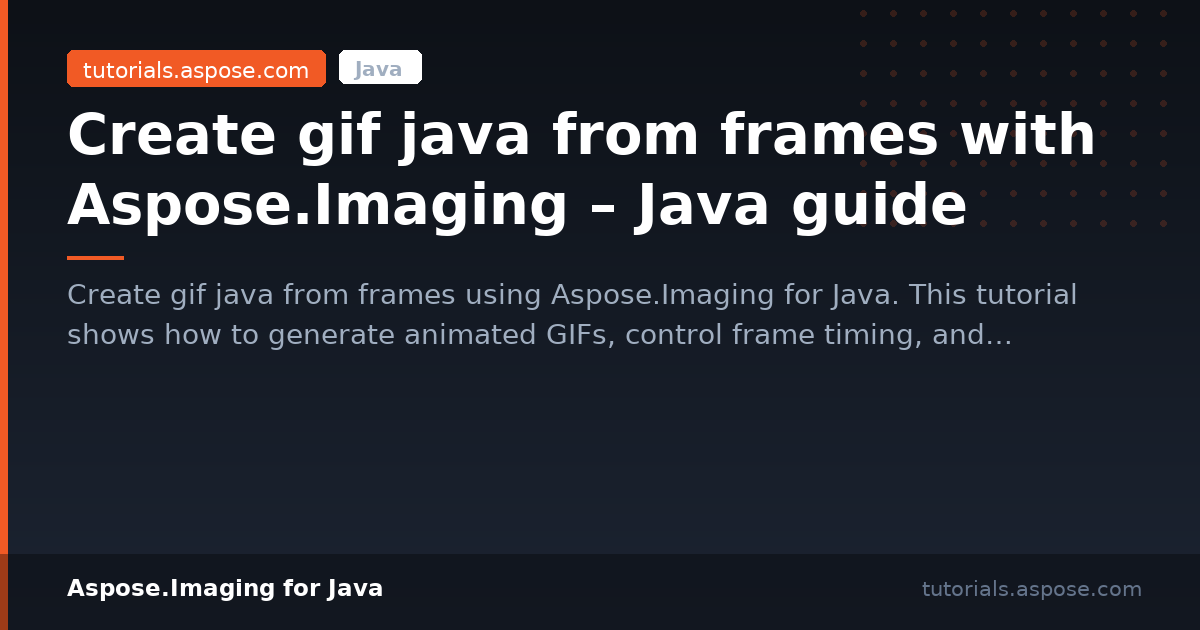 tutorials.aspose.com
Java
Create gif java from frames with
Aspose.Imaging – Java guide
Create gif java from frames using Aspose.Imaging for Java. This tutorial
shows how to generate animated GIFs, control frame timing, and…
Aspose.Imaging for Java
tutorials.aspose.com